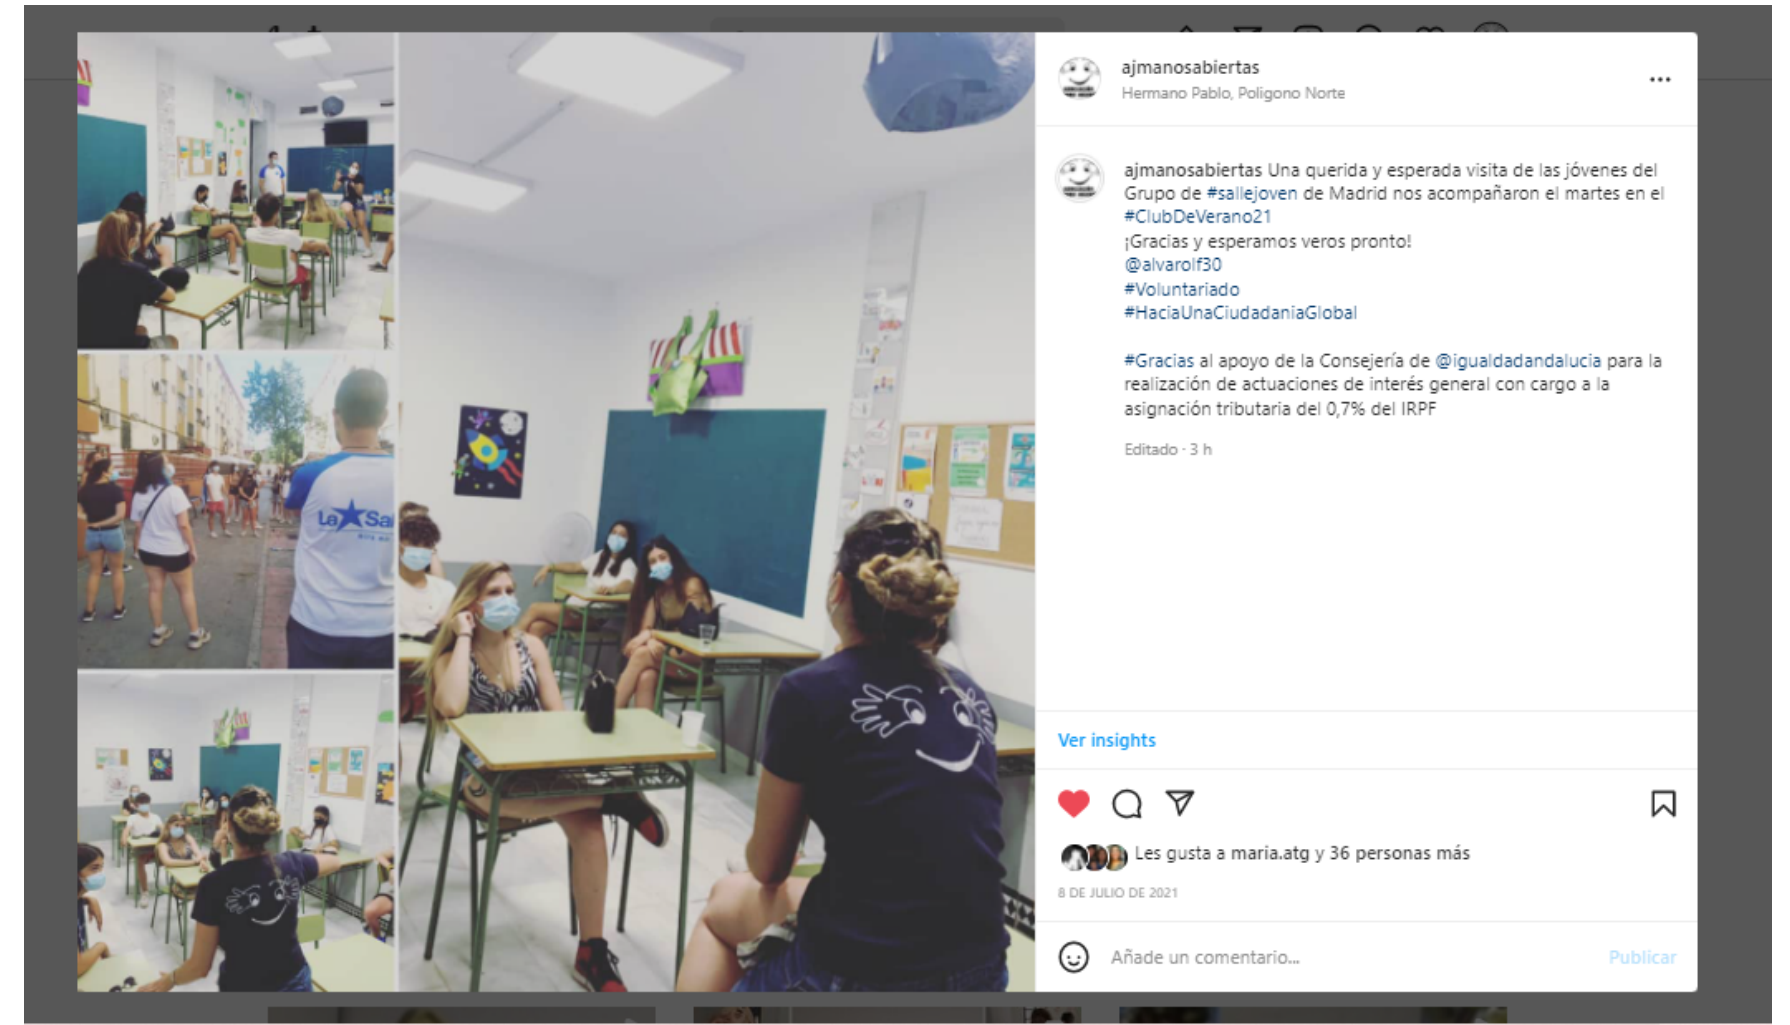 ajmanosabiertas
Hermano Pablo, Poligono Norte
ajmanosabiertas Una querida y esperada visita de las jóvenes del
Grupo de #sallejoven de Madrid nos acompañaron el martes en el
#ClubDeVerano21
¡Gracias y esperamos veros pronto!
@alvarolf30
#Voluntariado
#HaciaUnaCiudadaníaGlobal
#Gracias al apoyo de la Consejería de @igualdadandalucia para la
realización de actuaciones de interés general con cargo a la
asignación tributaria del 0,7% del IRPF
Editado · 3 h
Ver insights
Les gusta a maria.atg y 36 personas más
8 DE JULIO DE 2021
Añade un comentario...
Publicar